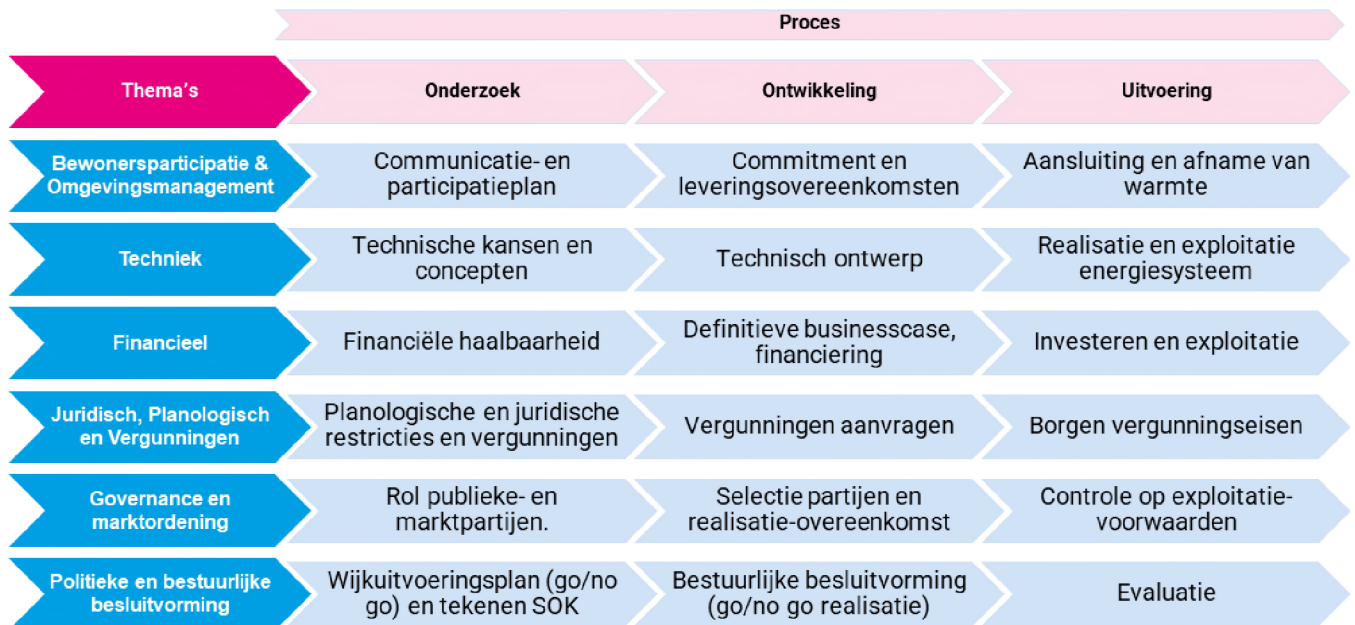 Proces
Thema's
Onderzoek
Ontwikkeling
Uitvoering
Bewonersparticipatie &
Omgevingsmanagement
Communicatie- en
participatieplan
Commitment en
leveringsovereenkomsten
Aansluiting en afname van
warmte
Techniek
Technische kansen en
concepten
Technisch ontwerp
Realisatie en exploitatie
energiesysteem
Financieel
Financiële haalbaarheid
Definitieve businesscase,
financiering
Investeren en exploitatie
Juridisch, Planologisch
en Vergunningen
Planologische en juridische
restricties en vergunningen
Vergunningen aanvragen
Borgen vergunningseisen
Governance en
marktordening
Rol publieke- en
marktpartijen.
Selectie partijen en
realisatie-overeenkomst
Controle op exploitatie-
voorwaarden
Politieke en bestuurlijke
besluitvorming
Wijkuitvoeringsplan (go/no
go) en tekenen SOK
Bestuurlijke besluitvorming
(go/no go realisatie)
Evaluatie